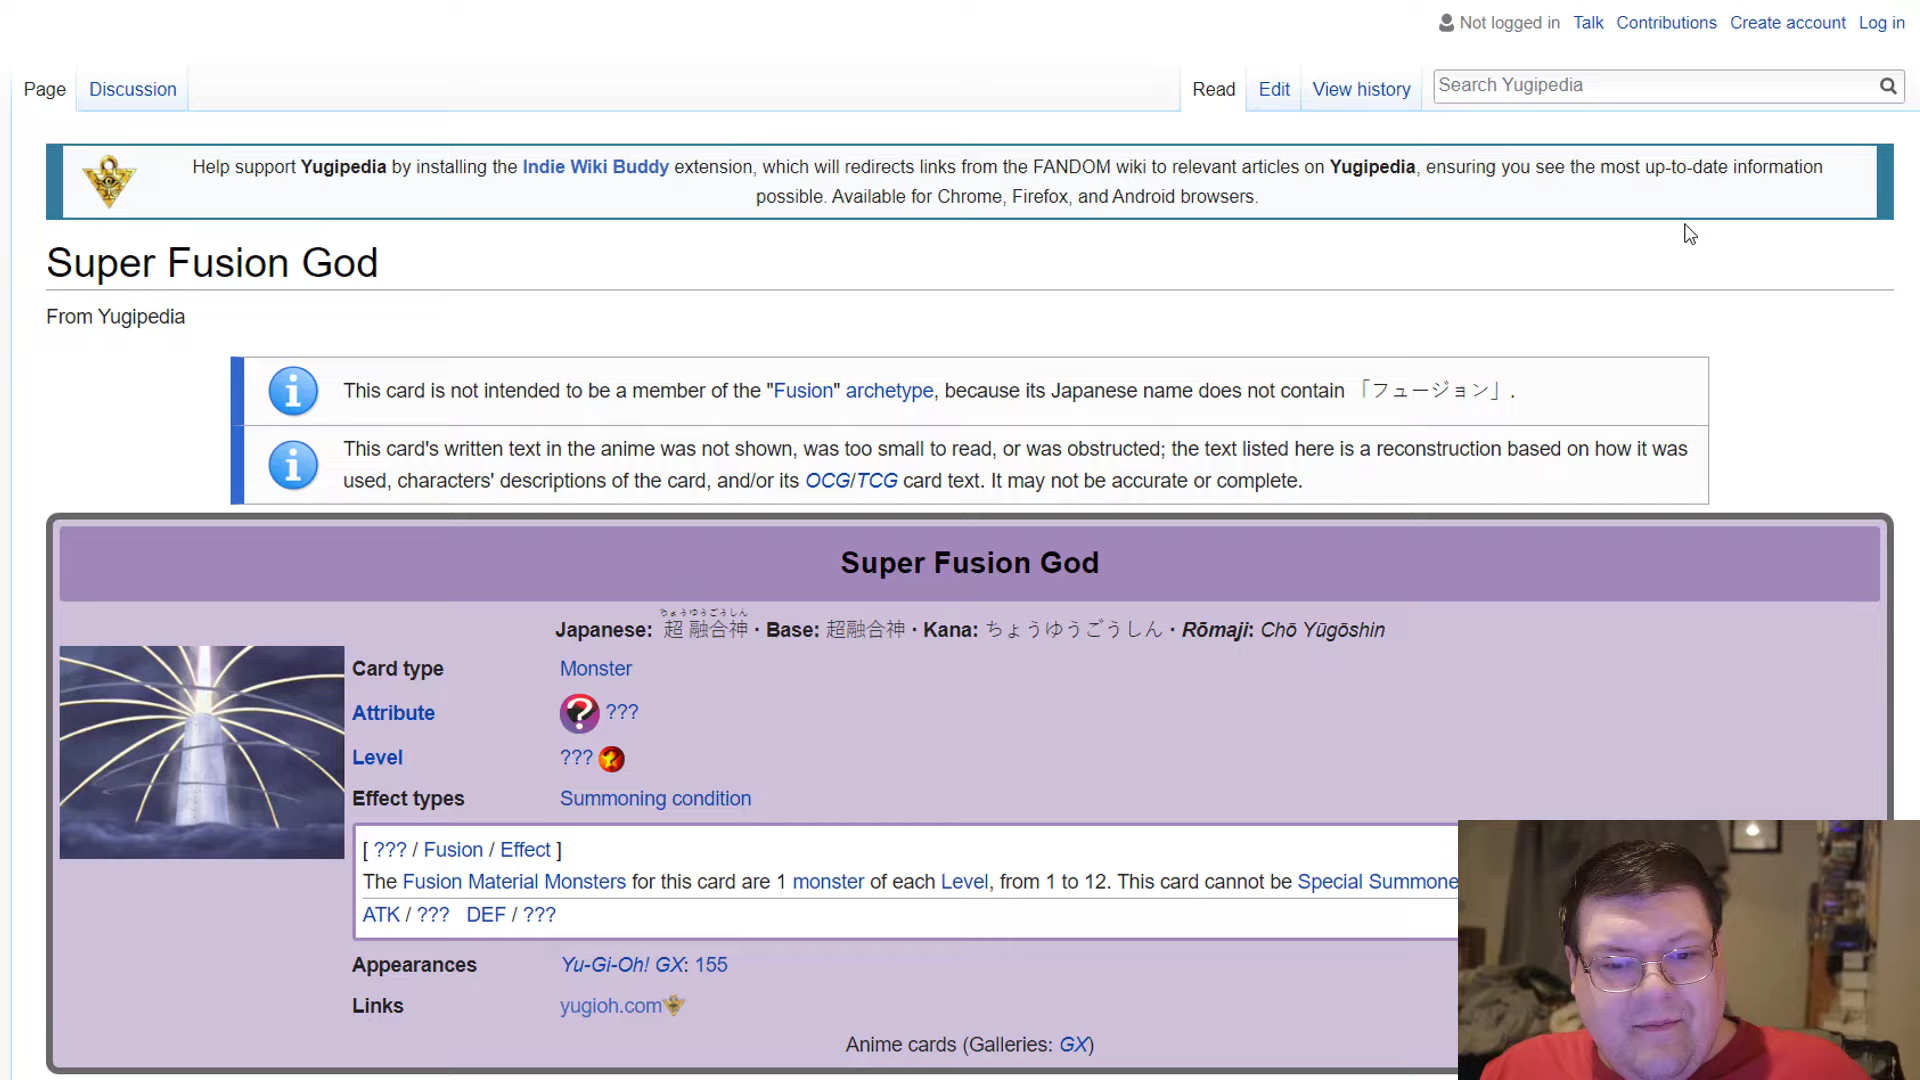 Not logged in Talk Contributions Create account Log in
Page Discussion Read Edit View history Search Yugipedia
Help support Yugipedia by installing the Indie Wiki Buddy extension, which will redirects links from the FANDOM wiki to relevant articles on Yugipedia, ensuring you see the most up-to-date information
possible. Available for Chrome, Firefox, and Android browsers.
Super Fusion God
From Yugipedia
This card is not intended to be a member of the "Fusion" archetype, because its Japanese name does not contain 「フュージョン」.
This card's written text in the anime was not shown, was too small to read, or was obstructed; the text listed here is a reconstruction based on how it was
used, characters' descriptions of the card, and/or its OCG/TCG card text. It may not be accurate or complete.
Super Fusion God
ちょうゆうごうしん
Japanese: 超融合神 · Base: 超融合神 · Kana: ちょうゆうごうしん · Rōmaji: Chō Yūgōshin
Card type Monster
Attribute ? ???
Level ??? ?
Effect types Summoning condition
[ ??? / Fusion / Effect ]
The Fusion Material Monsters for this card are 1 monster of each Level, from 1 to 12. This card cannot be Special Summone
ATK / ??? DEF / ???
Appearances Yu-Gi-Oh! GX: 155
Links yugioh.com
Anime cards (Galleries: GX)